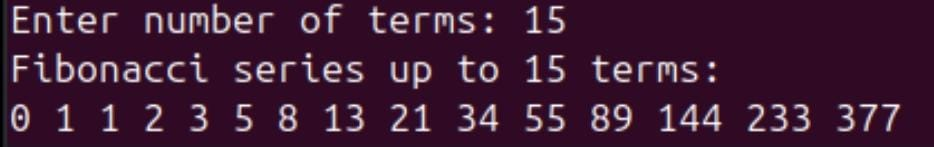 Enter number of terms: 15
Fibonacci series up to 15 terms:
0 1 1 2 3 5 8 13 21 34 55 89 144 233 377